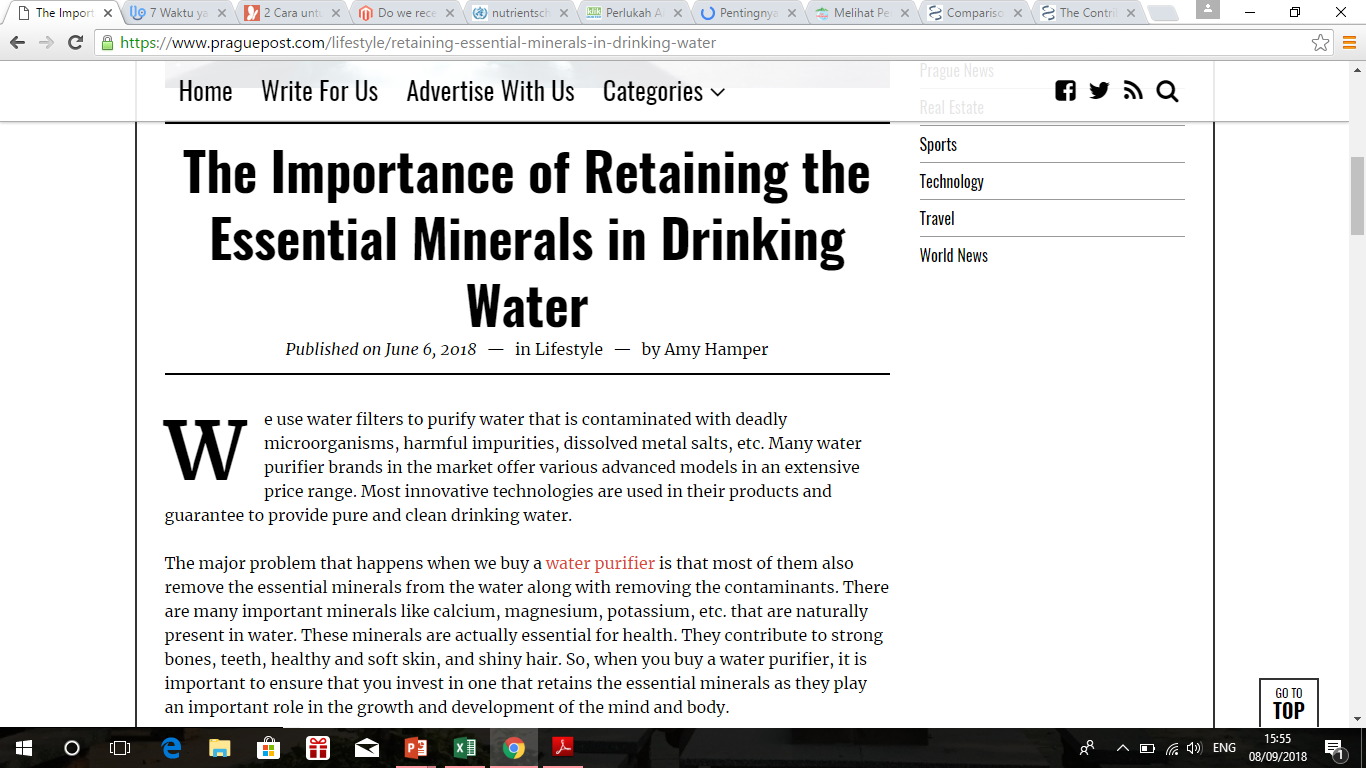 The Import
7 Waktu ya
2 Cara untu
Do we rece
nutrientsch
Perlukah A
Pentingnya
Melihat Pe
Compariso
The Contri
https://www.praguepost.com/lifestyle/retaining-essential-minerals-in-drinking-water
Home Write For Us Advertise With Us Categories
Prague News
Real Estate
Sports
Technology
Travel
World News
The Importance of Retaining the
Essential Minerals in Drinking
Water
Published on June 6, 2018 — in Lifestyle — by Amy Hamper
We use water filters to purify water that is contaminated with deadly
microorganisms, harmful impurities, dissolved metal salts, etc. Many water
purifier brands in the market offer various advanced models in an extensive
price range. Most innovative technologies are used in their products and
guarantee to provide pure and clean drinking water.
The major problem that happens when we buy a water purifier is that most of them also
remove the essential minerals from the water along with removing the contaminants. There
are many important minerals like calcium, magnesium, potassium, etc. that are naturally
present in water. These minerals are actually essential for health. They contribute to strong
bones, teeth, healthy and soft skin, and shiny hair. So, when you buy a water purifier, it is
important to ensure that you invest in one that retains the essential minerals as they play
an important role in the growth and development of the mind and body.
GO TO
TOP
ENG
15:55
08/09/2018
1